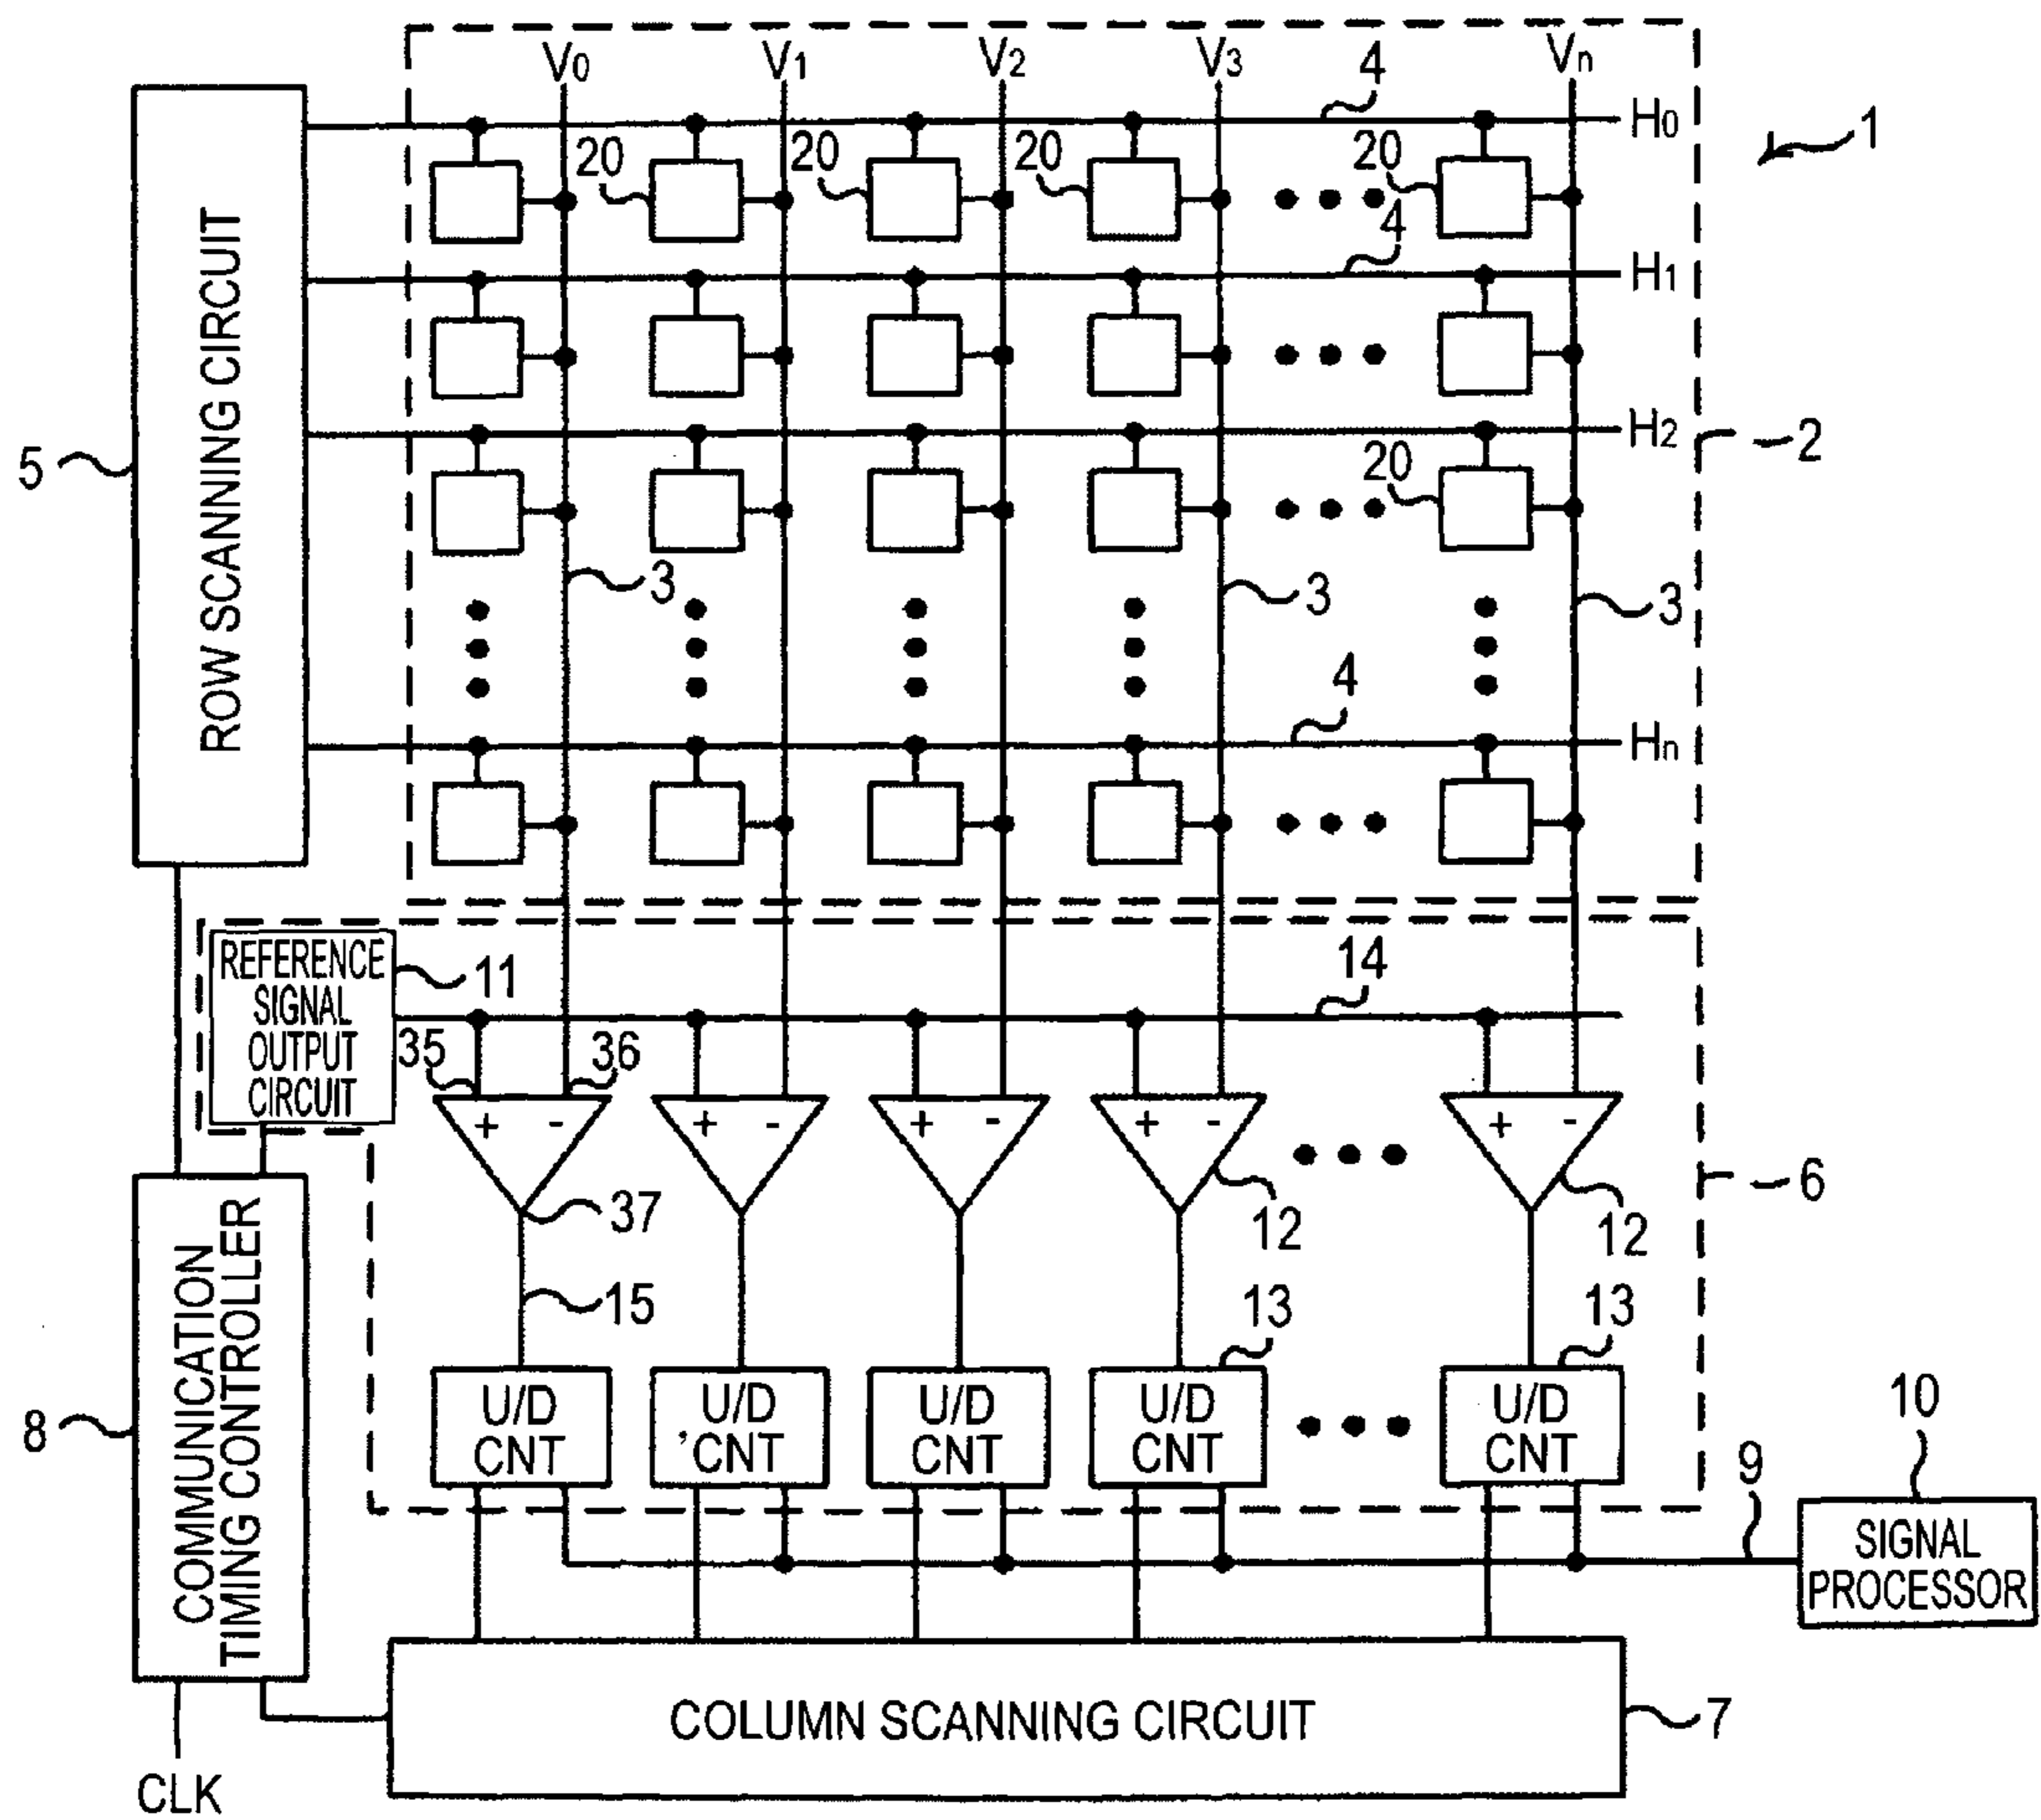 V0 V1 V2 V3 4 Vn
H0
1
20 20 20 20
4
H1
ROW SCANNING CIRCUIT
5
H2
2
20
3 3 3
4
Hn
REFERENCE
SIGNAL
OUTPUT
CIRCUIT
11
14
35 36
+ - + - + - + - + -
6
37 12 12
15 13 13
COMMUNICATION
TIMING CONTROLLER
8
U/D
CNT
U/D
CNT
U/D
CNT
U/D
CNT
U/D
CNT
10
9
SIGNAL
PROCESSOR
COLUMN SCANNING CIRCUIT
7
CLK